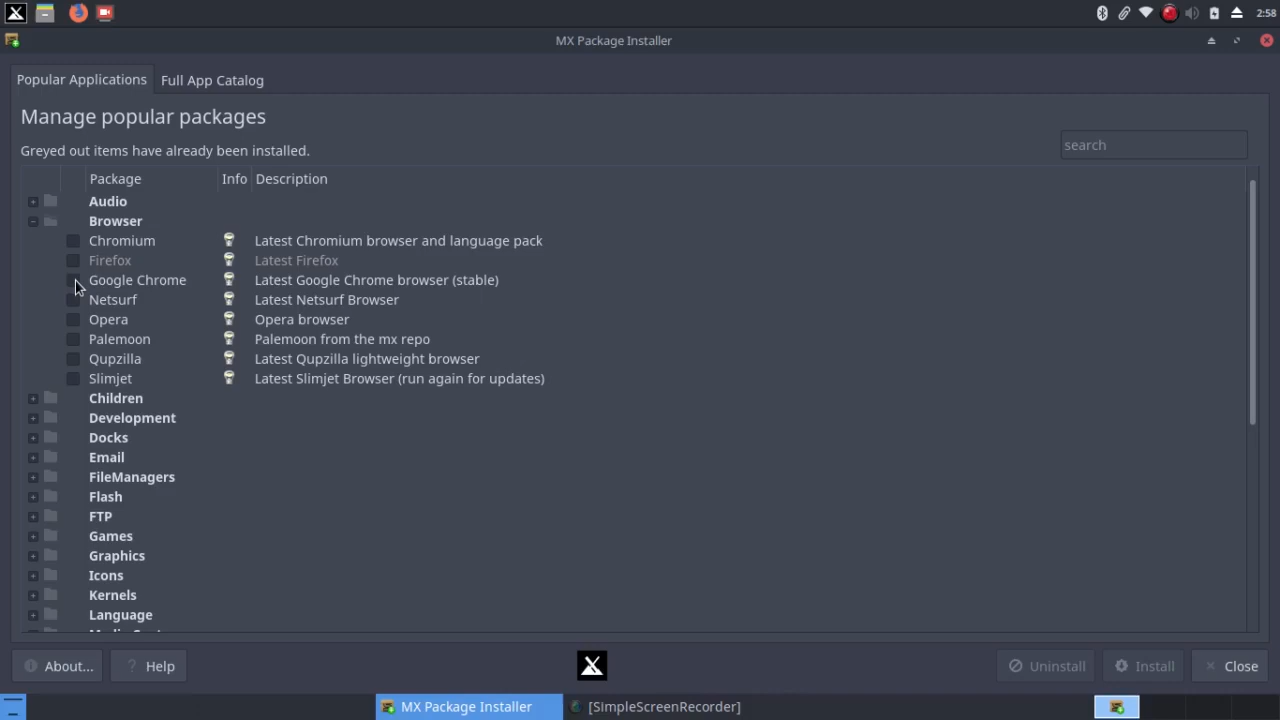 2:58
MX Package Installer
Popular Applications Full App Catalog
Manage popular packages
Greyed out items have already been installed.
search
Package Info Description
Audio
Browser
Chromium Latest Chromium browser and language pack
Firefox Latest Firefox
Google Chrome Latest Google Chrome browser (stable)
Netsurf Latest Netsurf Browser
Opera Opera browser
Palemoon Palemoon from the mx repo
Qupzilla Latest Qupzilla lightweight browser
Slimjet Latest Slimjet Browser (run again for updates)
Children
Development
Docks
Email
FileManagers
Flash
FTP
Games
Graphics
Icons
Kernels
Language
About... ? Help Uninstall Install Close
MX Package Installer [SimpleScreenRecorder]